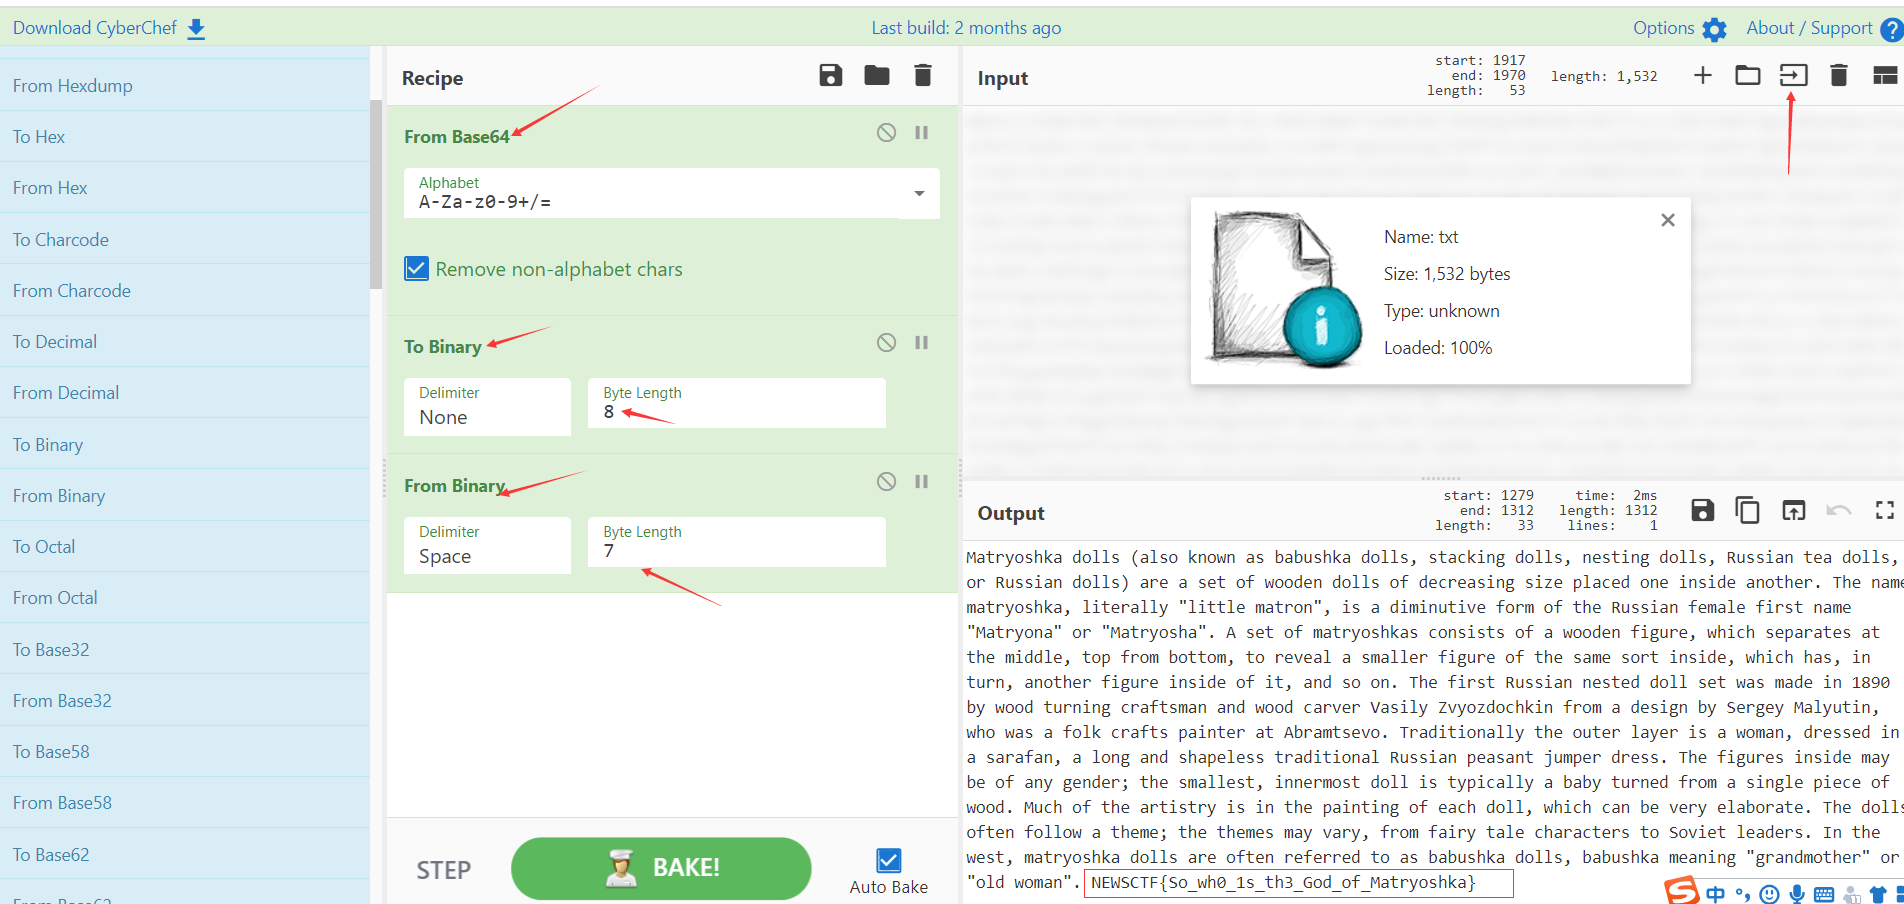 Download CyberChef
Last build: 2 months ago
Options
About / Support
From Hexdump
To Hex
From Hex
To Charcode
From Charcode
To Decimal
From Decimal
To Binary
From Binary
To Octal
From Octal
To Base32
From Base32
To Base58
From Base58
To Base62
From Base62
Recipe
From Base64
Alphabet
A-Za-z0-9+/=
Remove non-alphabet chars
To Binary
Delimiter
None
Byte Length
8
From Binary
Delimiter
Space
Byte Length
7
STEP
BAKE!
Auto Bake
Input
start: 1917
end: 1970
length: 53
length: 1,532
Name: txt
Size: 1,532 bytes
Type: unknown
Loaded: 100%
Output
start: 1279
end: 1312
length: 33
time: 2ms
length: 1312
lines: 1
Matryoshka dolls (also known as babushka dolls, stacking dolls, nesting dolls, Russian tea dolls,
or Russian dolls) are a set of wooden dolls of decreasing size placed one inside another. The name
matryoshka, literally "little matron", is a diminutive form of the Russian female first name
"Matryona" or "Matryosha". A set of matryoshkas consists of a wooden figure, which separates at
the middle, top from bottom, to reveal a smaller figure of the same sort inside, which has, in
turn, another figure inside of it, and so on. The first Russian nested doll set was made in 1890
by wood turning craftsman and wood carver Vasily Zvyozdochkin from a design by Sergey Malyutin,
who was a folk crafts painter at Abramtsevo. Traditionally the outer layer is a woman, dressed in
a sarafan, a long and shapeless traditional Russian peasant jumper dress. The figures inside may
be of any gender; the smallest, innermost doll is typically a baby turned from a single piece of
wood. Much of the artistry is in the painting of each doll, which can be very elaborate. The dolls
often follow a theme; the themes may vary, from fairy tale characters to Soviet leaders. In the
west, matryoshka dolls are often referred to as babushka dolls, babushka meaning "grandmother" or
"old woman". NEWSCTF{So_wh0_1s_th3_God_of_Matryoshka}
S中